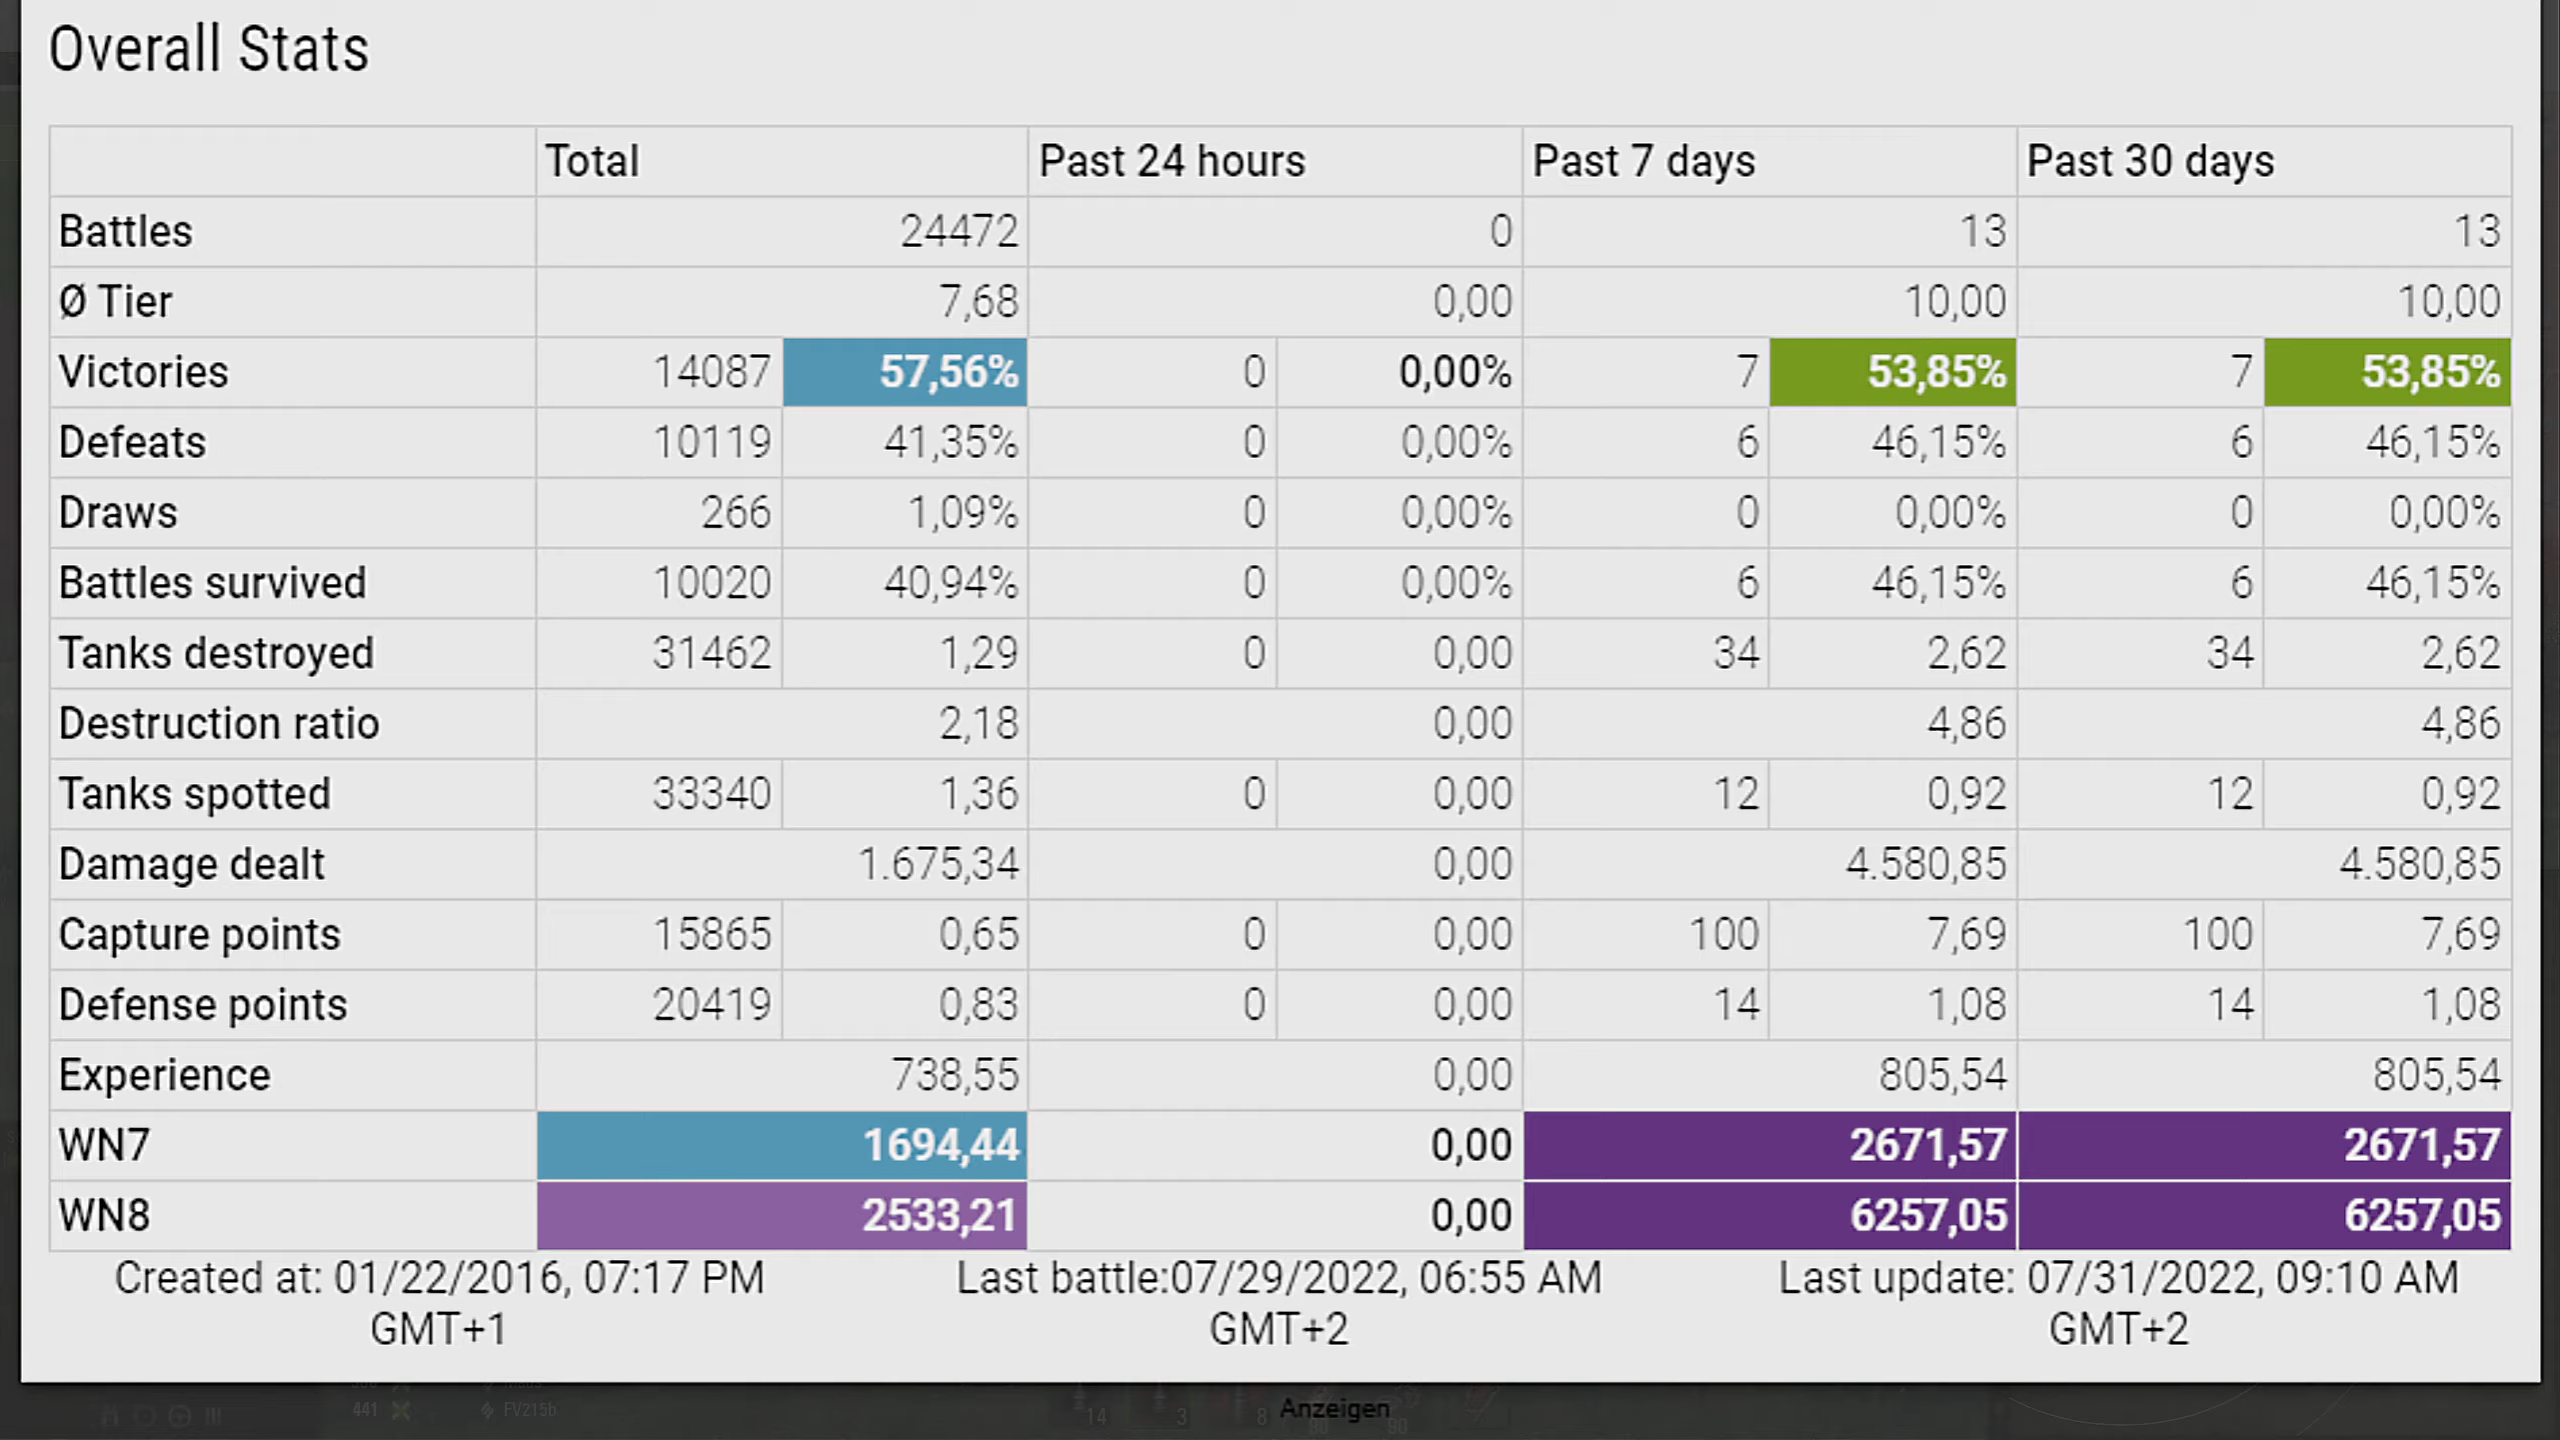 Overall Stats
Total Past 24 hours Past 7 days Past 30 days
Battles 24472 0 13 13
Ø Tier 7,68 0,00 10,00 10,00
Victories 14087 57,56% 0 0,00% 7 53,85% 7 53,85%
Defeats 10119 41,35% 0 0,00% 6 46,15% 6 46,15%
Draws 266 1,09% 0 0,00% 0 0,00% 0 0,00%
Battles survived 10020 40,94% 0 0,00% 6 46,15% 6 46,15%
Tanks destroyed 31462 1,29 0 0,00 34 2,62 34 2,62
Destruction ratio 2,18 0,00 4,86 4,86
Tanks spotted 33340 1,36 0 0,00 12 0,92 12 0,92
Damage dealt 1.675,34 0,00 4.580,85 4.580,85
Capture points 15865 0,65 0 0,00 100 7,69 100 7,69
Defense points 20419 0,83 0 0,00 14 1,08 14 1,08
Experience 738,55 0,00 805,54 805,54
WN7 1694,44 0,00 2671,57 2671,57
WN8 2533,21 0,00 6257,05 6257,05
Created at: 01/22/2016, 07:17 PM Last battle:07/29/2022, 06:55 AM Last update: 07/31/2022, 09:10 AM
GMT+1 GMT+2 GMT+2
441 FV215b 14 3 8 Anzeigen 90